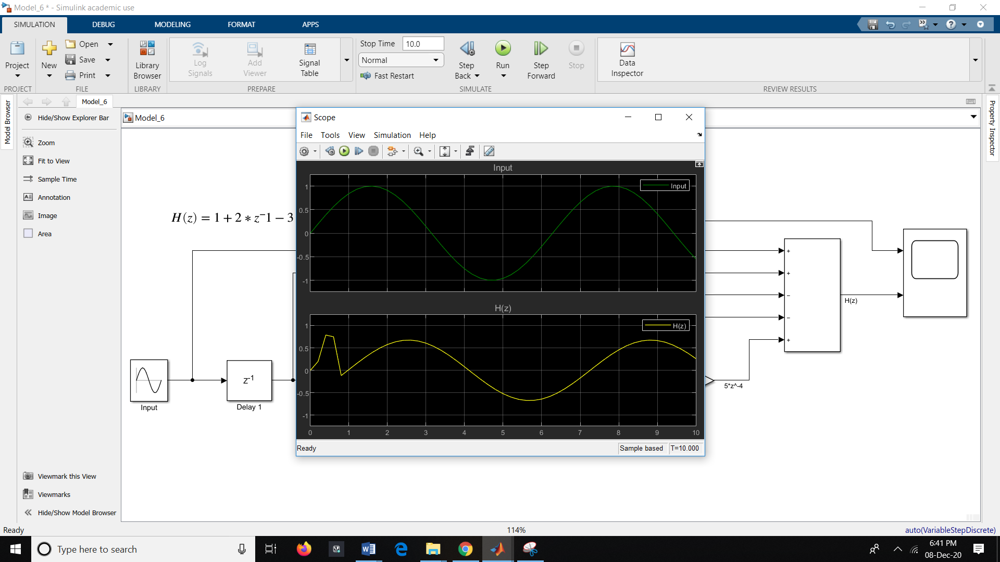 Model_6 * - Simulink academic use
SIMULATION DEBUG MODELING FORMAT APPS
Project
New
Open
Save
Print
Library Browser
Log Signals
Add Viewer
Signal Table
Stop Time 10.0
Normal
Fast Restart
Step Back
Run
Step Forward
Stop
Data Inspector
PROJECT FILE LIBRARY PREPARE SIMULATE REVIEW RESULTS
Model Browser
Model_6
Property Inspector
Hide/Show Explorer Bar
Model_6
Zoom
Fit to View
Sample Time
Annotation
Image
Area
H(z) = 1 + 2 * z⁻1 − 3
Input
z-1
Delay 1
Scope
File Tools View Simulation Help
Input
Input
1
0.5
0
-0.5
-1
H(z)
H(z)
1
0.5
0
-0.5
-1
0 1 2 3 4 5 6 7 8 9 10
Ready Sample based T=10.000
+
+
−
−
+
H(z)
5*z^-4
Viewmark this View
Viewmarks
Hide/Show Model Browser
Ready 114% auto(VariableStepDiscrete)
Type here to search
6:41 PM
08-Dec-20